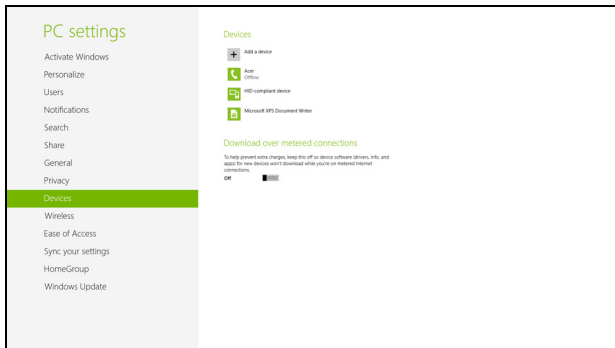 PC settings
Activate Windows
Personalize
Users
Notifications
Search
Share
General
Privacy
Devices
Wireless
Ease of Access
Sync your settings
HomeGroup
Windows Update
Devices
Add a device
Acer
Offline
HID-compliant device
Microsoft XPS Document Writer
Download over metered connections
To help prevent extra charges, keep this off so device software (drivers, info, and
apps) for new devices won't download while you're on metered Internet
connections.
Off